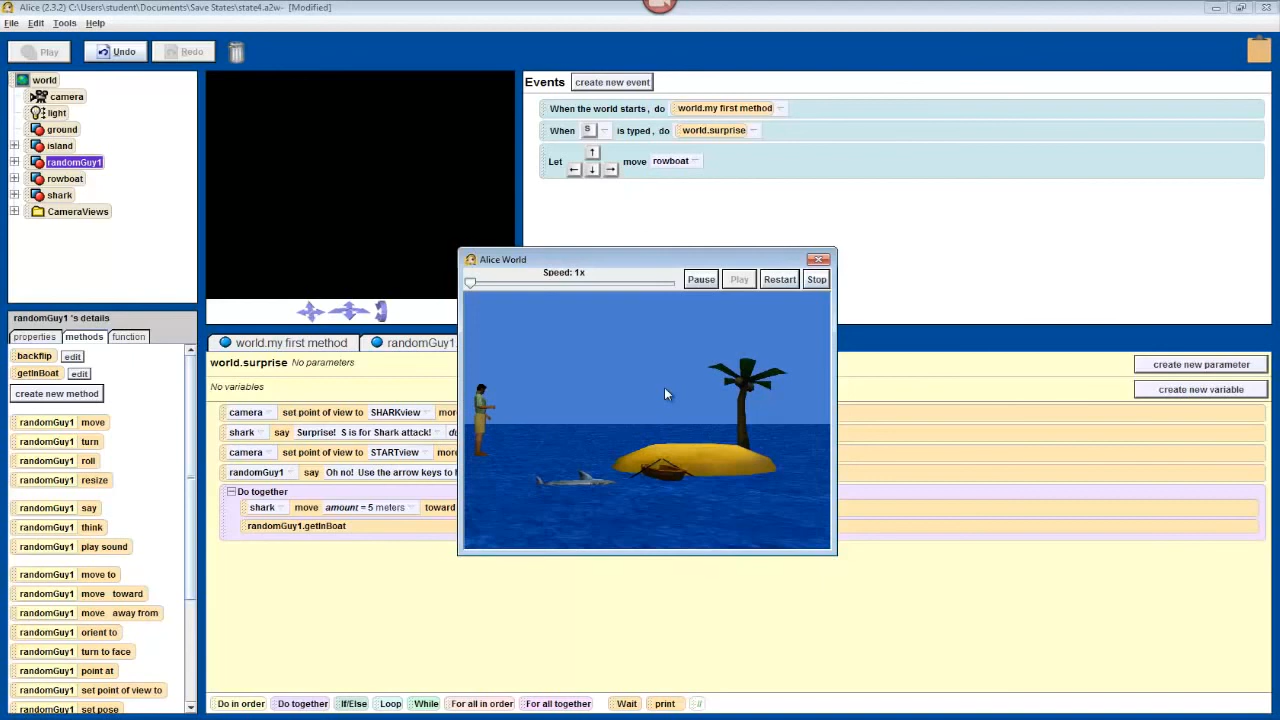 Alice (2.3.2) C:\Users\student\Documents\Save States\state4.a2w- [Modified]
File Edit Tools Help
Play Undo Redo
world
camera
light
ground
island
randomGuy1
rowboat
shark
CameraViews
Events create new event
When the world starts, do world.my first method
When S is typed, do world.surprise
Let ↑ ← ↓ → move rowboat
randomGuy1 's details
properties methods function
backflip edit
getInBoat edit
create new method
randomGuy1 move
randomGuy1 turn
randomGuy1 roll
randomGuy1 resize
randomGuy1 say
randomGuy1 think
randomGuy1 play sound
randomGuy1 move to
randomGuy1 move toward
randomGuy1 move away from
randomGuy1 orient to
randomGuy1 turn to face
randomGuy1 point at
randomGuy1 set point of view to
randomGuy1 set pose
Alice World
Speed: 1x
Pause Play Restart Stop
world.my first method randomGuy1.
world.surprise No parameters
create new parameter
No variables
create new variable
camera set point of view to SHARKview more
shark say Surprise! S is for Shark attack!
camera set point of view to STARTview more
randomGuy1 say Oh no! Use the arrow keys to
Do together
shark move amount = 5 meters toward
randomGuy1.getInBoat
Do in order Do together If/Else Loop While For all in order For all together Wait print //